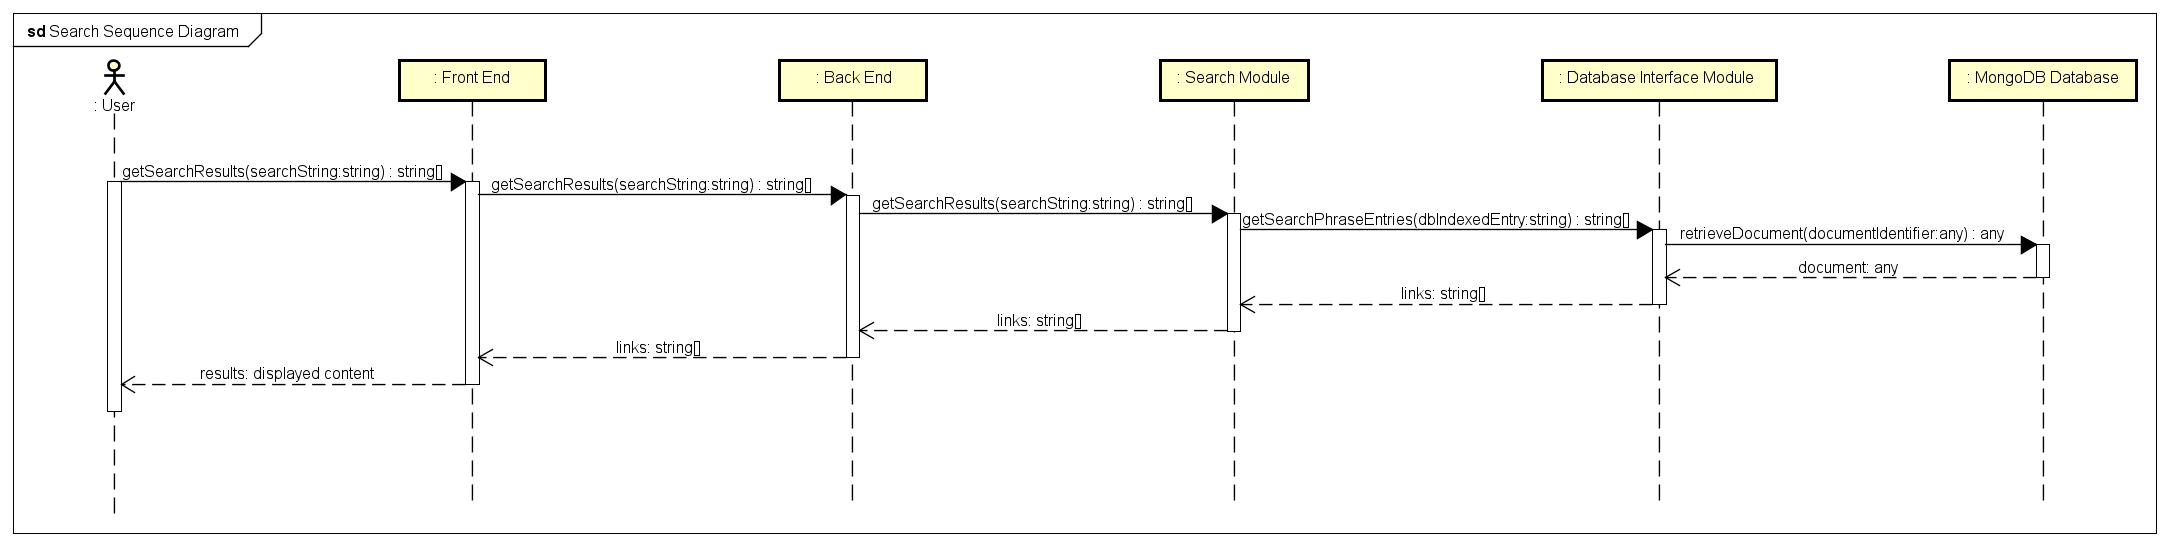 sd Search Sequence Diagram
: User
: Front End
: Back End
: Search Module
: Database Interface Module
: MongoDB Database
getSearchResults(searchString:string) : string[]
getSearchResults(searchString:string) : string[]
getSearchResults(searchString:string) : string[]
getSearchPhraseEntries(dbIndexedEntry:string) : string[]
retrieveDocument(documentIdentifier:any) : any
document: any
links: string[]
links: string[]
links: string[]
results: displayed content